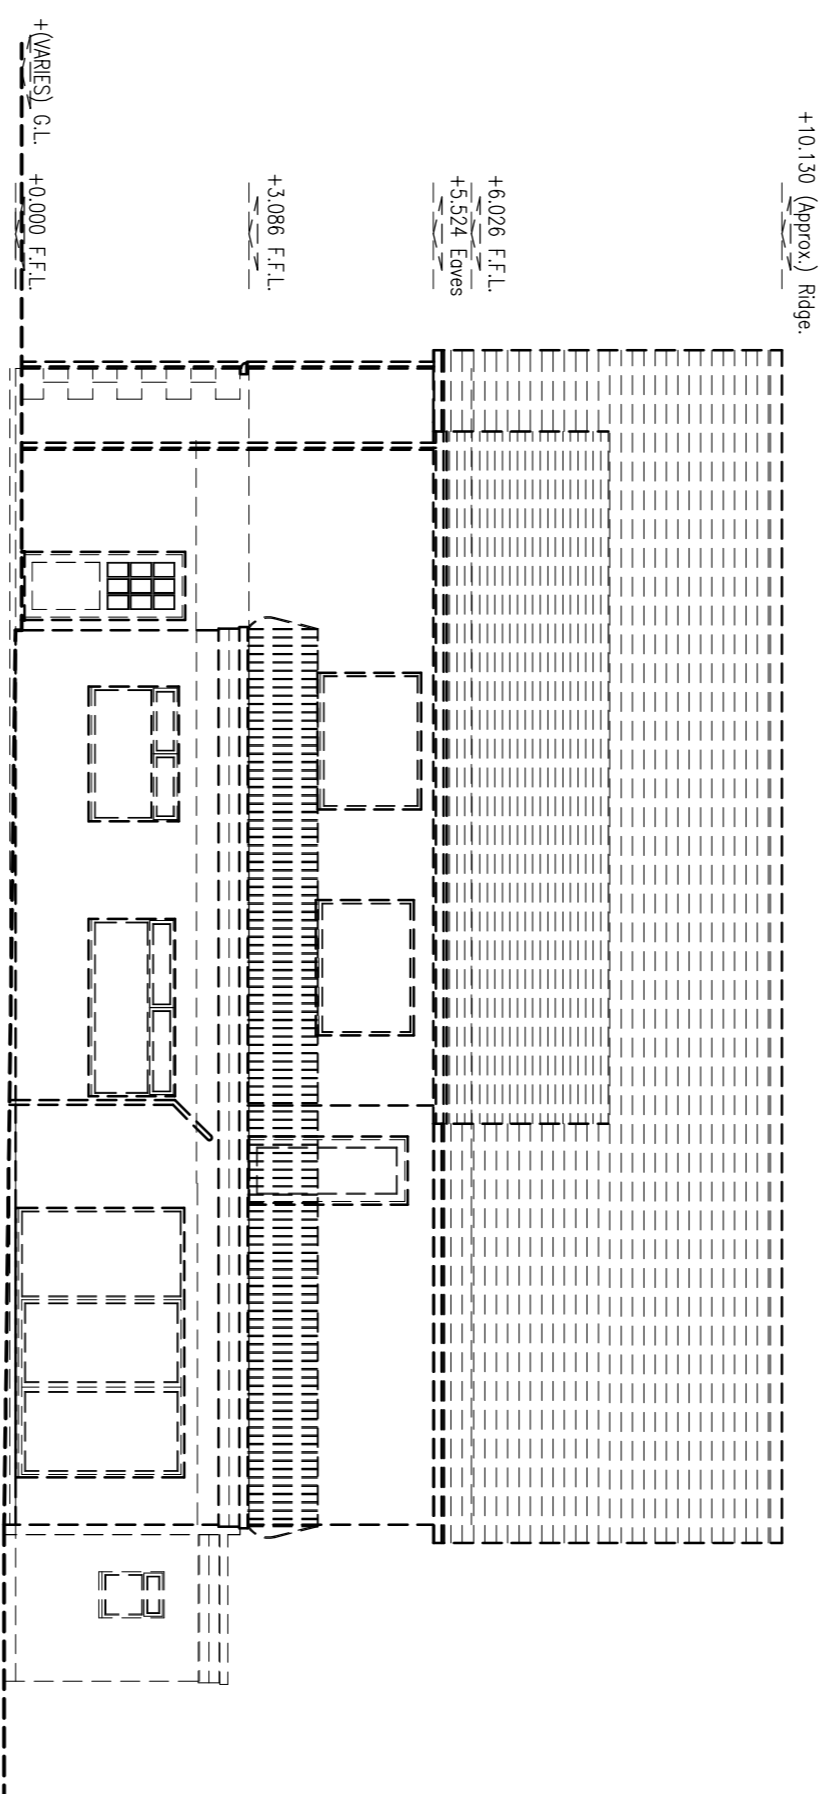 +10.130 (Approx.) Ridge.
+6.026 F.F.L.
+5.524 Eaves
+3.086 F.F.L.
+0.000 F.F.L.
+(VARIES) G.L.